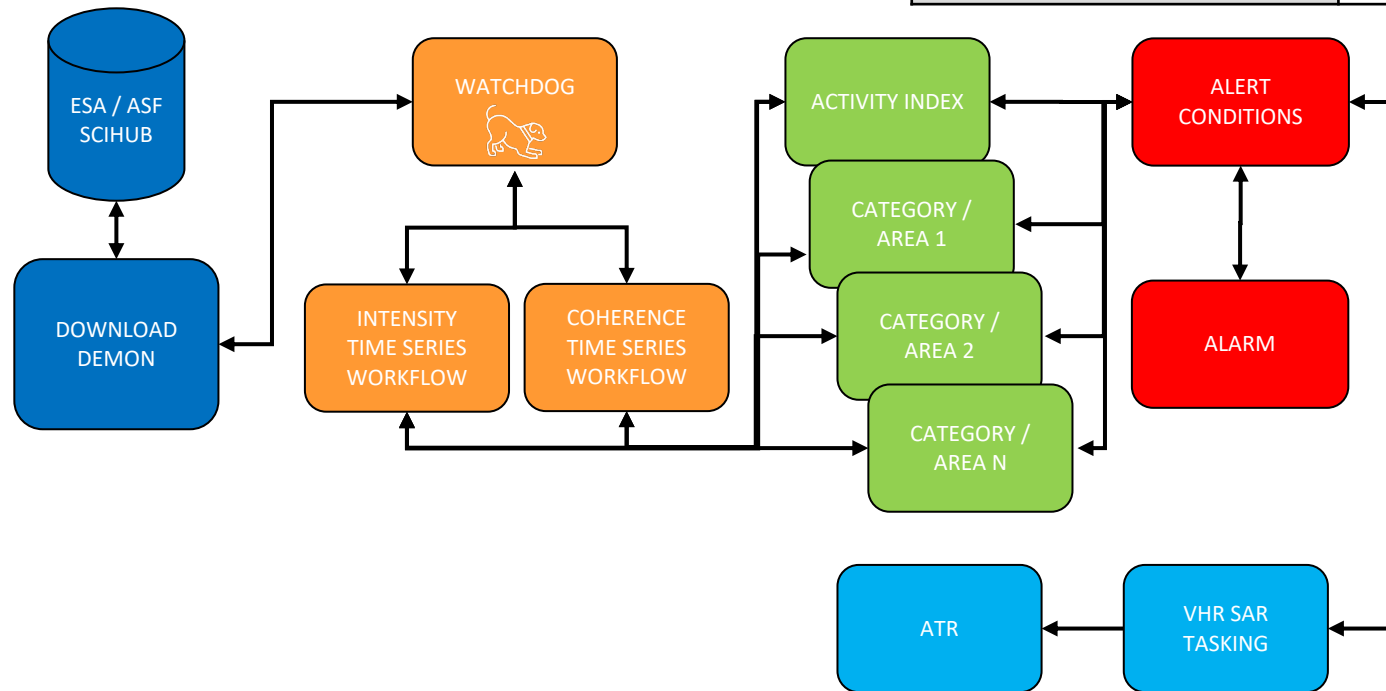 ESA / ASF
SCIHUB
DOWNLOAD
DEMON
WATCHDOG
INTENSITY
TIME SERIES
WORKFLOW
COHERENCE
TIME SERIES
WORKFLOW
ACTIVITY INDEX
CATEGORY /
AREA 1
CATEGORY /
AREA 2
CATEGORY /
AREA N
ALERT
CONDITIONS
ALARM
ATR
VHR SAR
TASKING